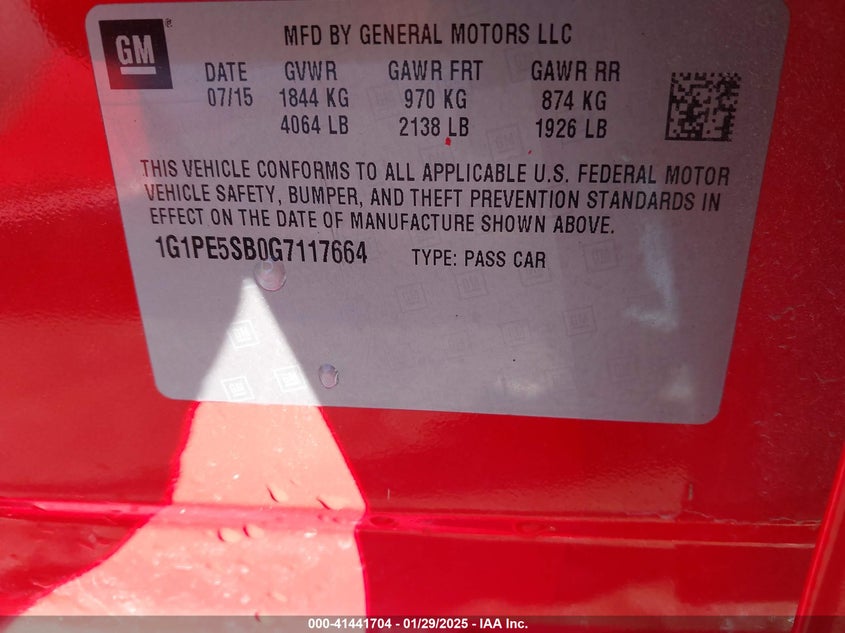 GM
MFD BY GENERAL MOTORS LLC
DATE GVWR GAWR FRT GAWR RR
07/15 1844 KG 970 KG 874 KG
4064 LB 2138 LB 1926 LB
THIS VEHICLE CONFORMS TO ALL APPLICABLE U.S. FEDERAL MOTOR
VEHICLE SAFETY, BUMPER, AND THEFT PREVENTION STANDARDS IN
EFFECT ON THE DATE OF MANUFACTURE SHOWN ABOVE.
1G1PE5SB0G7117664 TYPE: PASS CAR
000-41441704 - 01/29/2025 - IAA Inc.